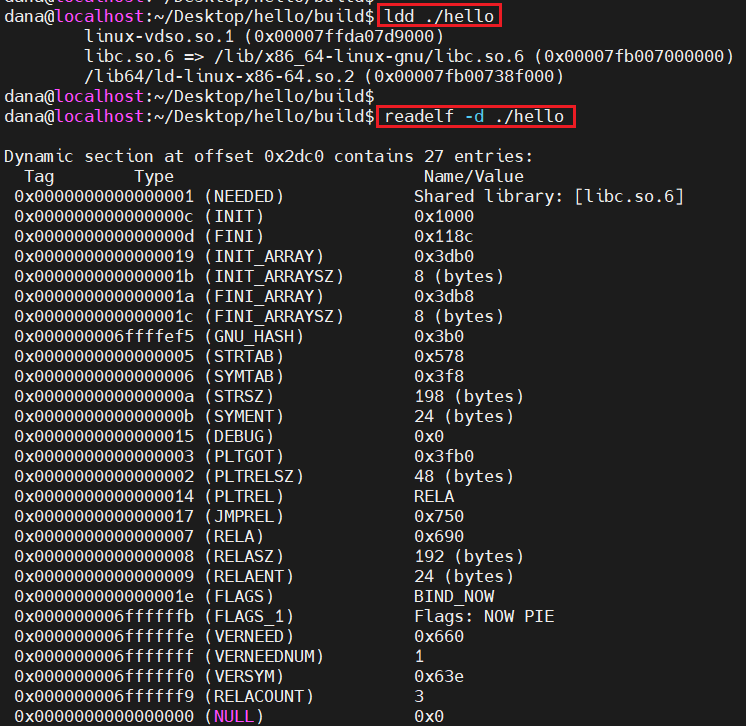 dana@localhost:~/Desktop/hello/build$ ldd ./hello
linux-vdso.so.1 (0x00007ffda07d9000)
libc.so.6 => /lib/x86_64-linux-gnu/libc.so.6 (0x00007fb007000000)
/lib64/ld-linux-x86-64.so.2 (0x00007fb00738f000)
dana@localhost:~/Desktop/hello/build$
dana@localhost:~/Desktop/hello/build$ readelf -d ./hello
Dynamic section at offset 0x2dc0 contains 27 entries:
Tag Type Name/Value
0x0000000000000001 (NEEDED) Shared library: [libc.so.6]
0x000000000000000c (INIT) 0x1000
0x000000000000000d (FINI) 0x118c
0x0000000000000019 (INIT_ARRAY) 0x3db0
0x000000000000001b (INIT_ARRAYSZ) 8 (bytes)
0x000000000000001a (FINI_ARRAY) 0x3db8
0x000000000000001c (FINI_ARRAYSZ) 8 (bytes)
0x000000006ffffef5 (GNU_HASH) 0x3b0
0x0000000000000005 (STRTAB) 0x578
0x0000000000000006 (SYMTAB) 0x3f8
0x000000000000000a (STRSZ) 198 (bytes)
0x000000000000000b (SYMENT) 24 (bytes)
0x0000000000000015 (DEBUG) 0x0
0x0000000000000003 (PLTGOT) 0x3fb0
0x0000000000000002 (PLTRELSZ) 48 (bytes)
0x0000000000000014 (PLTREL) RELA
0x0000000000000017 (JMPREL) 0x750
0x0000000000000007 (RELA) 0x690
0x0000000000000008 (RELASZ) 192 (bytes)
0x0000000000000009 (RELAENT) 24 (bytes)
0x000000000000001e (FLAGS) BIND_NOW
0x000000006ffffffb (FLAGS_1) Flags: NOW PIE
0x000000006ffffffe (VERNEED) 0x660
0x000000006fffffff (VERNEEDNUM) 1
0x000000006ffffff0 (VERSYM) 0x63e
0x000000006ffffff9 (RELACOUNT) 3
0x0000000000000000 (NULL) 0x0